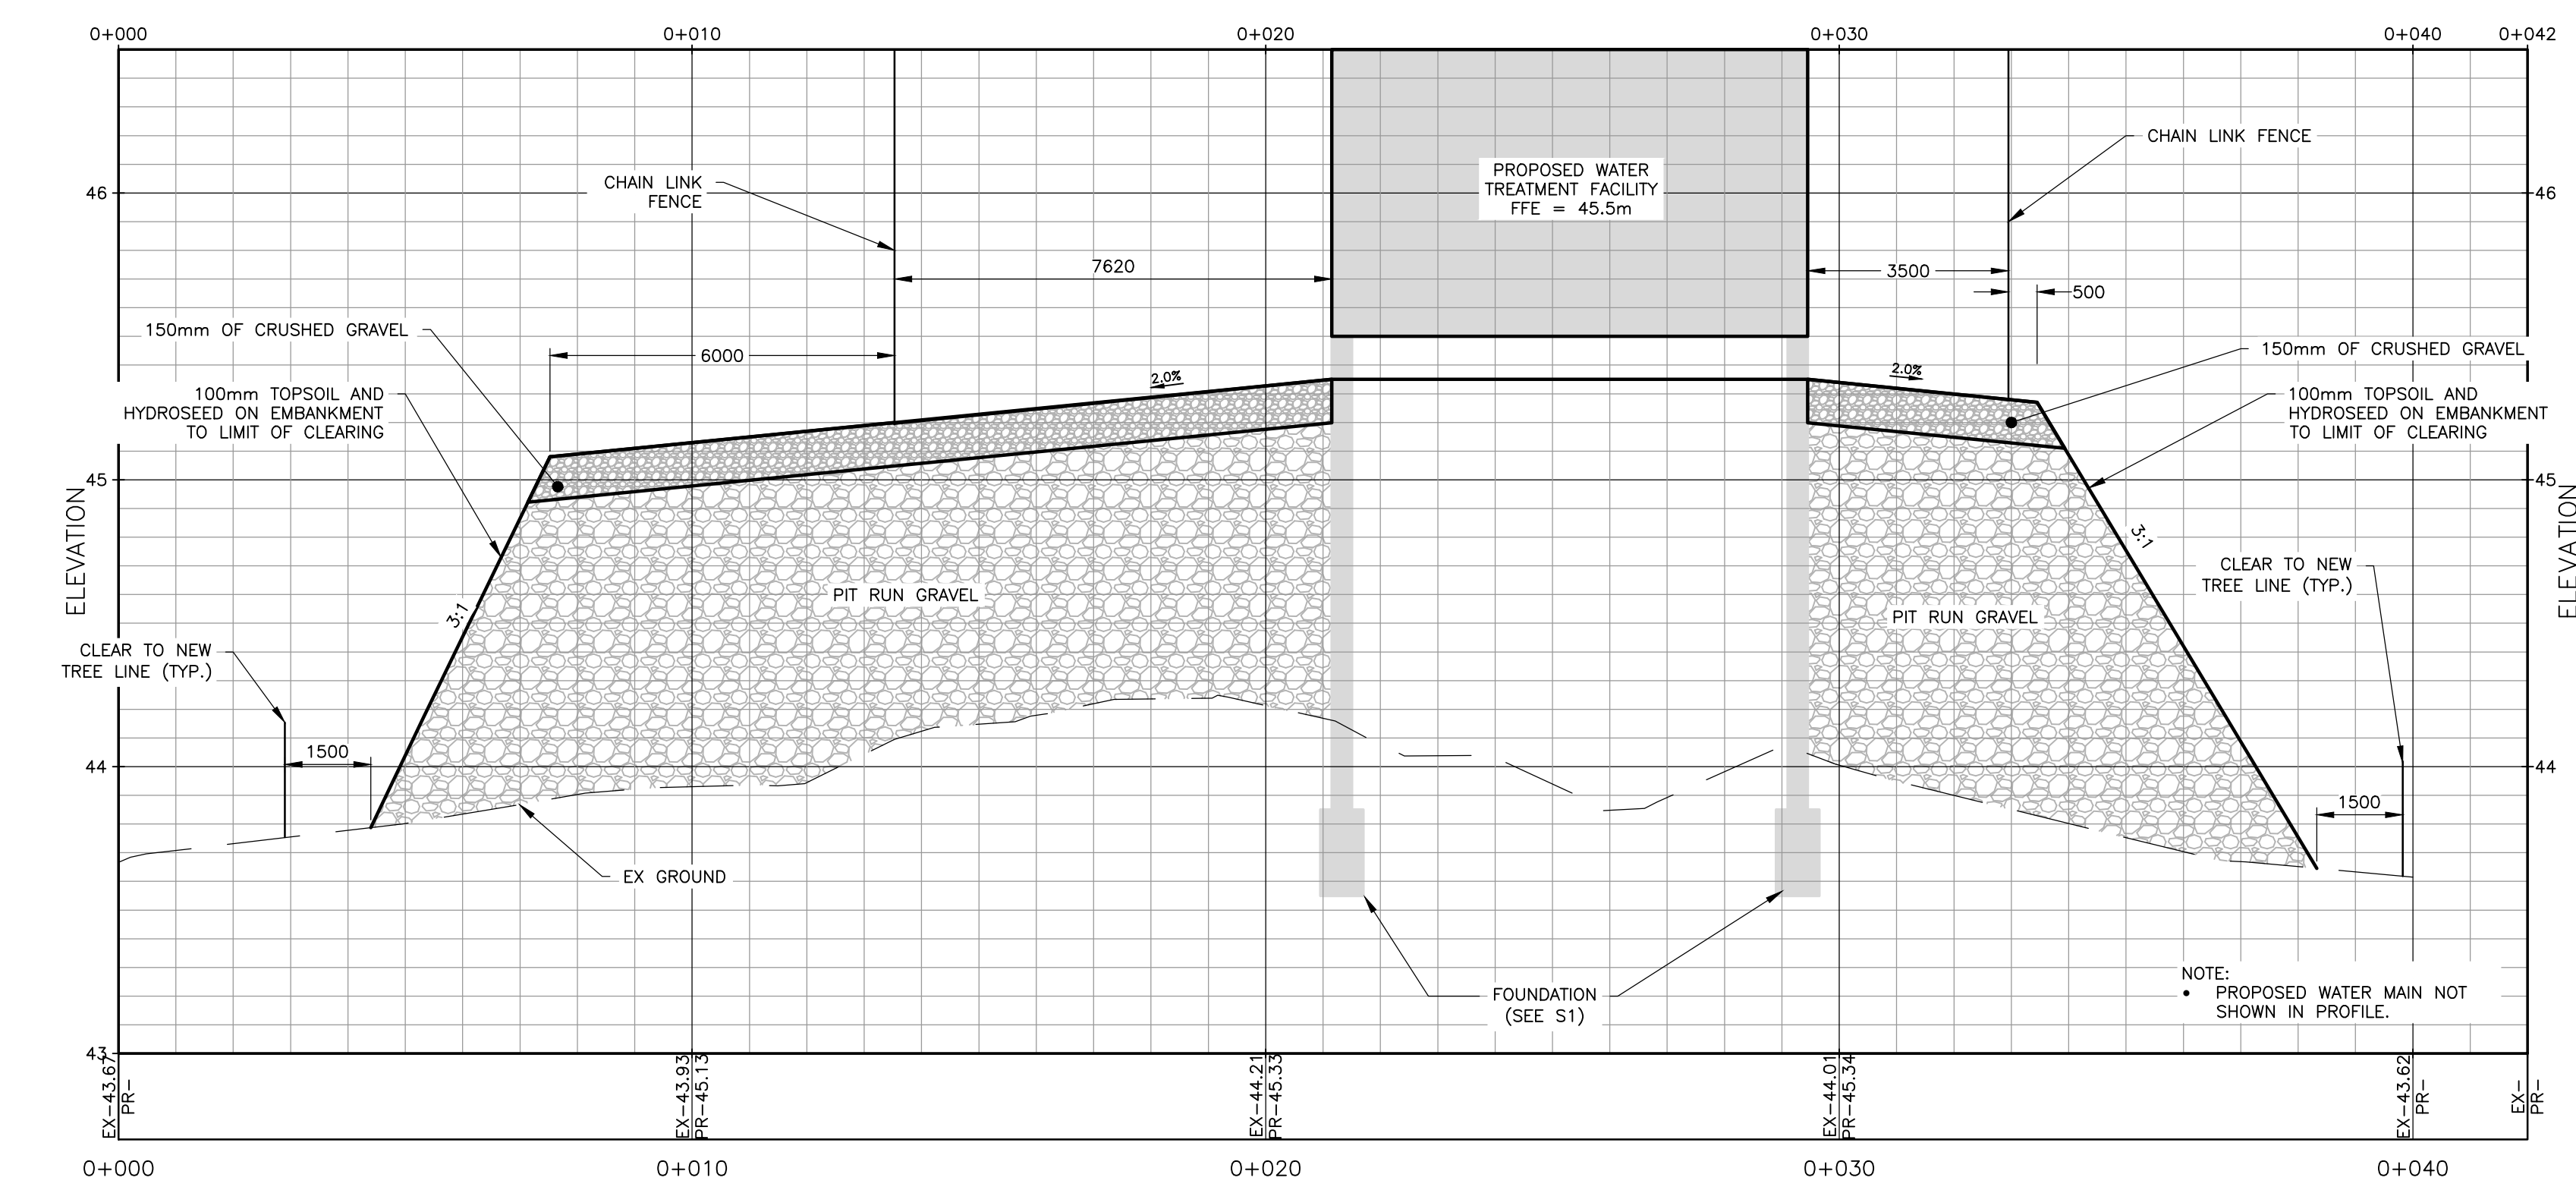 0+000
0+010
0+020
0+030
0+040
0+042
CHAIN LINK FENCE
PROPOSED WATER
TREATMENT FACILITY
FFE = 45.5m
CHAIN LINK
FENCE
46
46
7620
3500
500
150mm OF CRUSHED GRAVEL
6000
150mm OF CRUSHED GRAVEL
2.0%
2.0%
100mm TOPSOIL AND
HYDROSEED ON EMBANKMENT
TO LIMIT OF CLEARING
100mm TOPSOIL AND
HYDROSEED ON EMBANKMENT
TO LIMIT OF CLEARING
45
45
ELEVATION
ELEVATION
3:1
3:1
CLEAR TO NEW
TREE LINE (TYP.)
PIT RUN GRAVEL
PIT RUN GRAVEL
CLEAR TO NEW
TREE LINE (TYP.)
1500
44
44
1500
EX GROUND
FOUNDATION
(SEE S1)
NOTE:
• PROPOSED WATER MAIN NOT
SHOWN IN PROFILE.
43
EX-43.67
PR-
EX-43.93
PR-45.13
EX-44.21
PR-45.33
EX-44.01
PR-45.34
EX-43.62
PR-
EX-
PR-
0+000
0+010
0+020
0+030
0+040